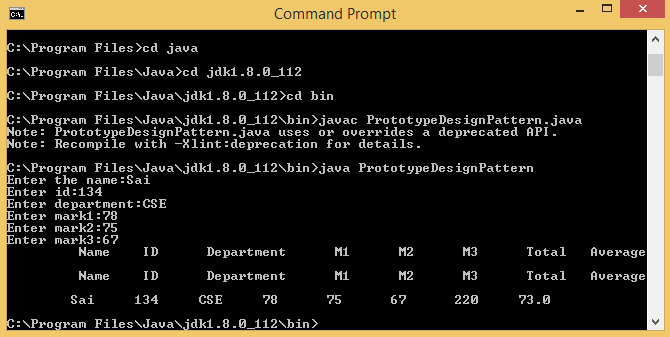 Command Prompt
C:\Program Files>cd java
C:\Program Files\Java>cd jdk1.8.0_112
C:\Program Files\Java\jdk1.8.0_112>cd bin
C:\Program Files\Java\jdk1.8.0_112\bin>javac PrototypeDesignPattern.java
Note: PrototypeDesignPattern.java uses or overrides a deprecated API.
Note: Recompile with -Xlint:deprecation for details.
C:\Program Files\Java\jdk1.8.0_112\bin>java PrototypeDesignPattern
Enter the name:Sai
Enter id:134
Enter department:CSE
Enter mark1:78
Enter mark2:75
Enter mark3:67
Name ID Department M1 M2 M3 Total Average
Name ID Department M1 M2 M3 Total Average
Sai 134 CSE 78 75 67 220 73.0
C:\Program Files\Java\jdk1.8.0_112\bin>